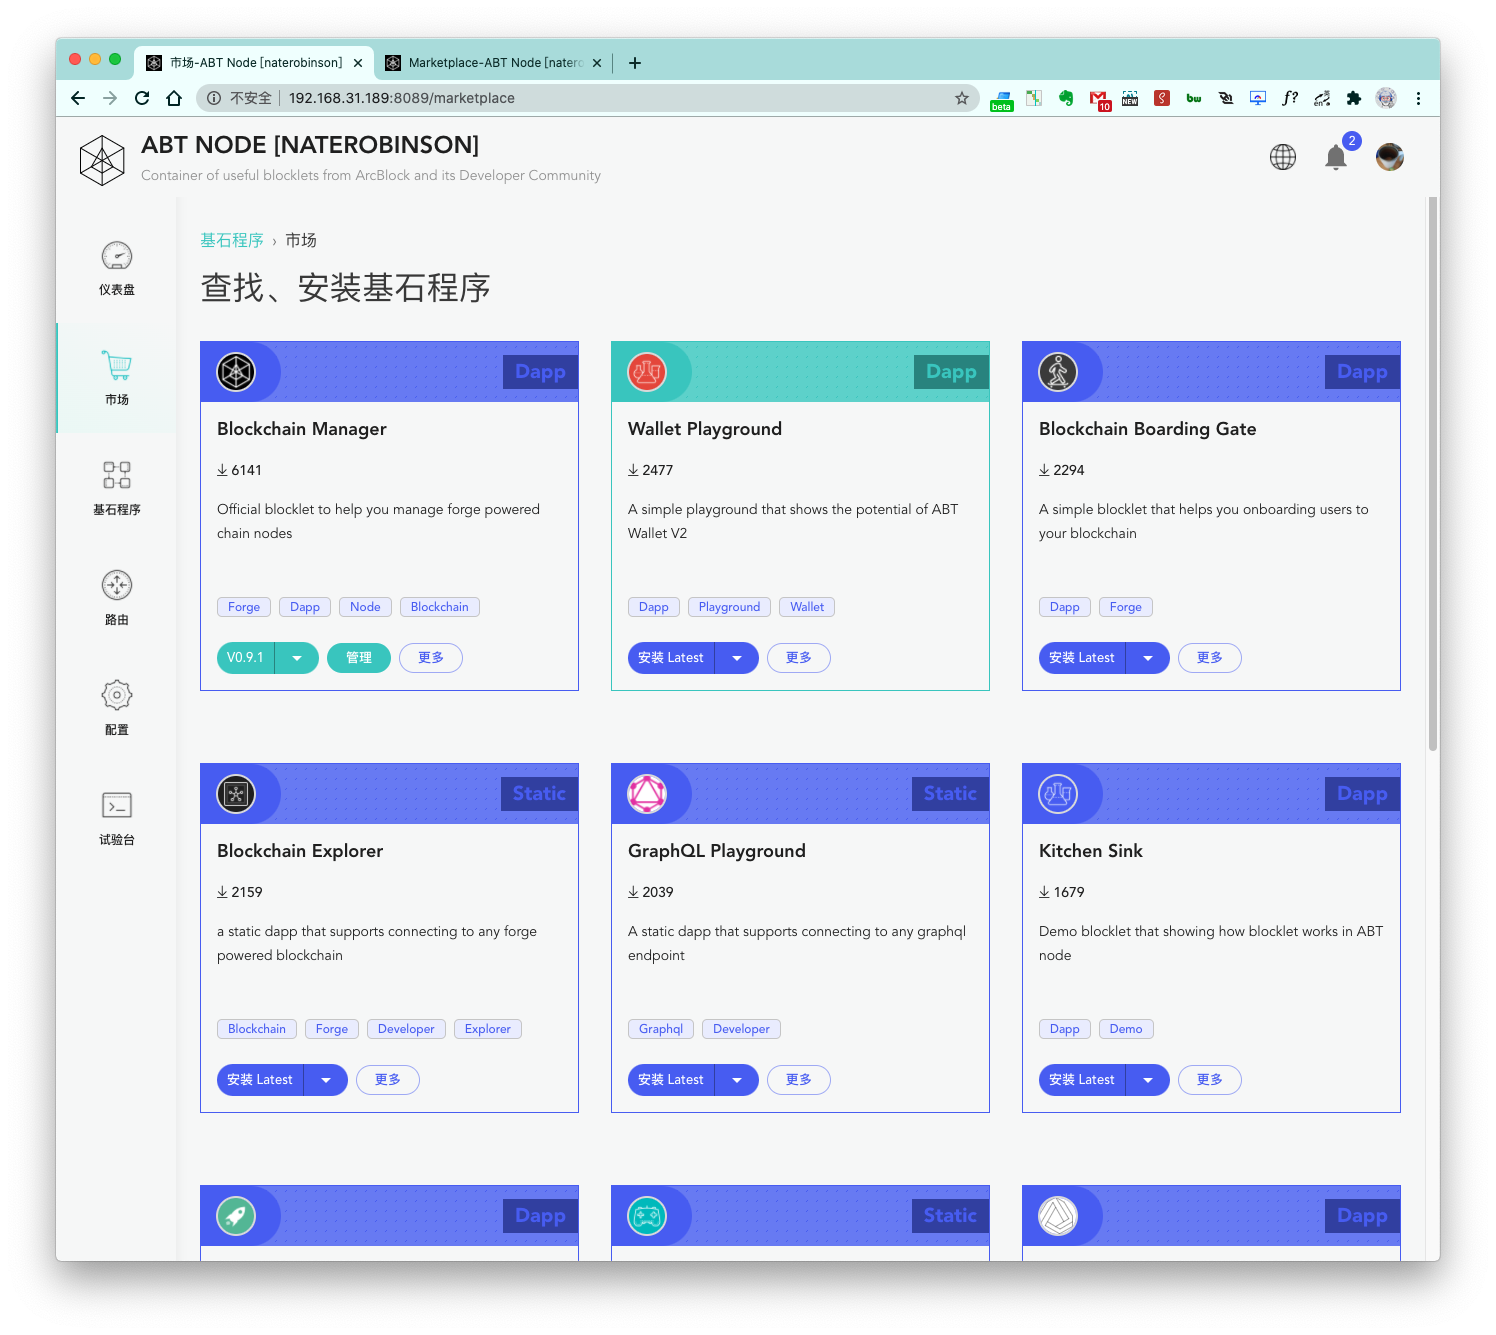 市场-ABT Node [naterobinson]
Marketplace-ABT Node [natero
不安全
192.168.31.189:8089/marketplace
beta
10
NEW
S
bw
f?
en
ABT NODE [NATEROBINSON]
Container of useful blocklets from ArcBlock and its Developer Community
2
仪表盘
市场
基石程序
路由
配置
试验台
基石程序 › 市场
查找、安装基石程序
Dapp
Blockchain Manager
6141
Official blocklet to help you manage forge powered
chain nodes
Forge Dapp Node Blockchain
V0.9.1 管理 更多
Dapp
Wallet Playground
2477
A simple playground that shows the potential of ABT
Wallet V2
Dapp Playground Wallet
安装 Latest 更多
Dapp
Blockchain Boarding Gate
2294
A simple blocklet that helps you onboarding users to
your blockchain
Dapp Forge
安装 Latest 更多
Static
Blockchain Explorer
2159
a static dapp that supports connecting to any forge
powered blockchain
Blockchain Forge Developer Explorer
安装 Latest 更多
Static
GraphQL Playground
2039
A static dapp that supports connecting to any graphql
endpoint
Graphql Developer
安装 Latest 更多
Dapp
Kitchen Sink
1679
Demo blocklet that showing how blocklet works in ABT
node
Dapp Demo
安装 Latest 更多
Dapp
Static
Dapp